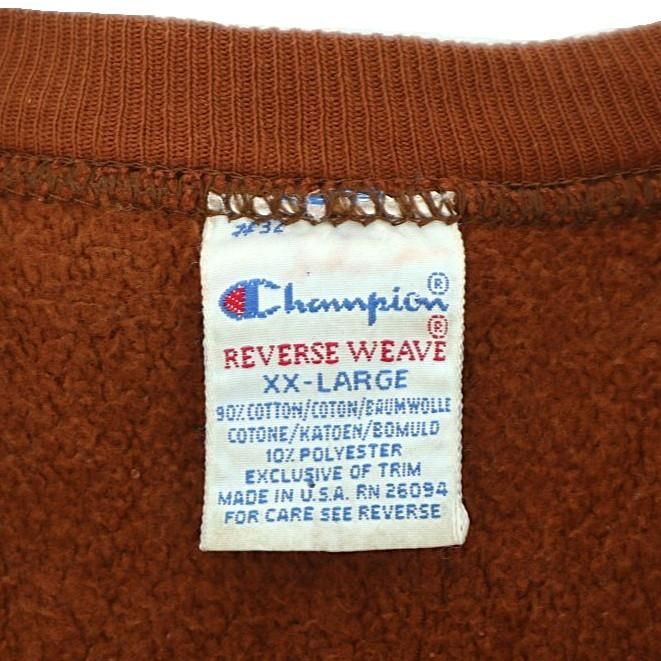 #32
Champion®
®
REVERSE WEAVE
XX-LARGE
90% COTTON/COTON/BAUMWOLLE
COTONE/KATOEN/BOMULD
10% POLYESTER
EXCLUSIVE OF TRIM
MADE IN U.S.A. RN 26094
FOR CARE SEE REVERSE